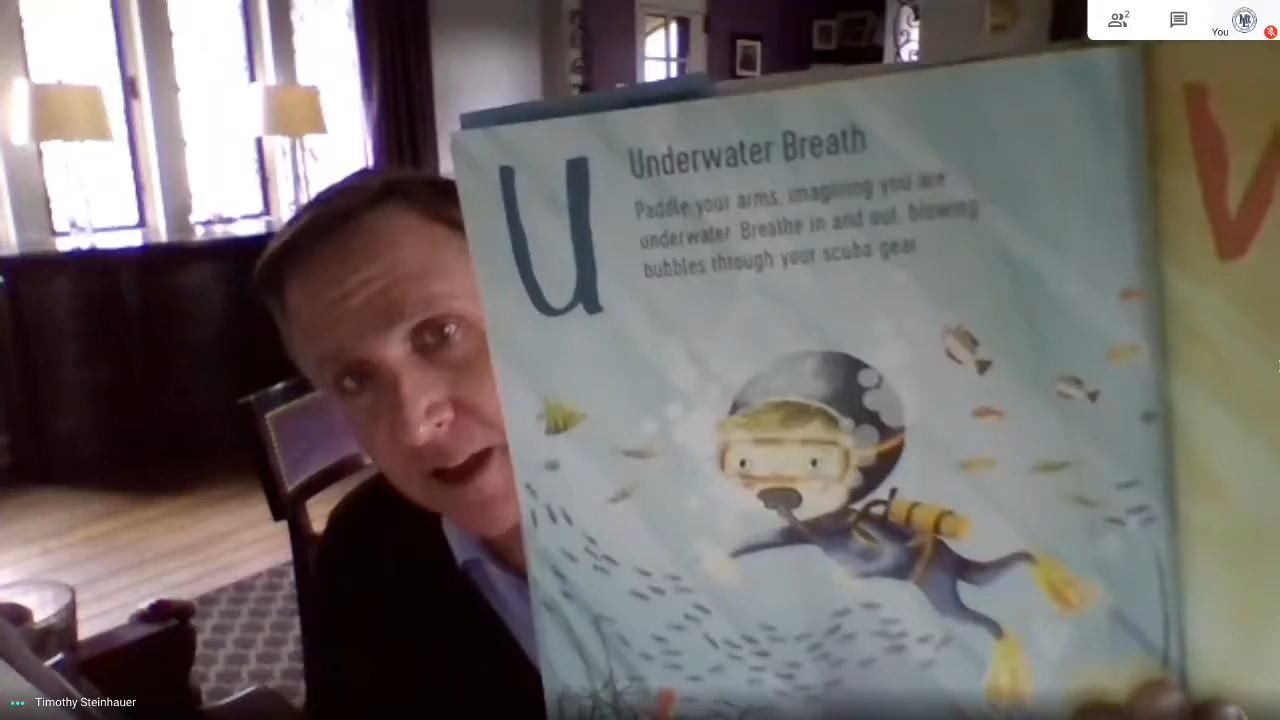 2
You
U
Underwater Breath
Paddle your arms, imagining you are
underwater. Breathe in and out, blowing
bubbles through your scuba gear.
V
Timothy Steinhauer